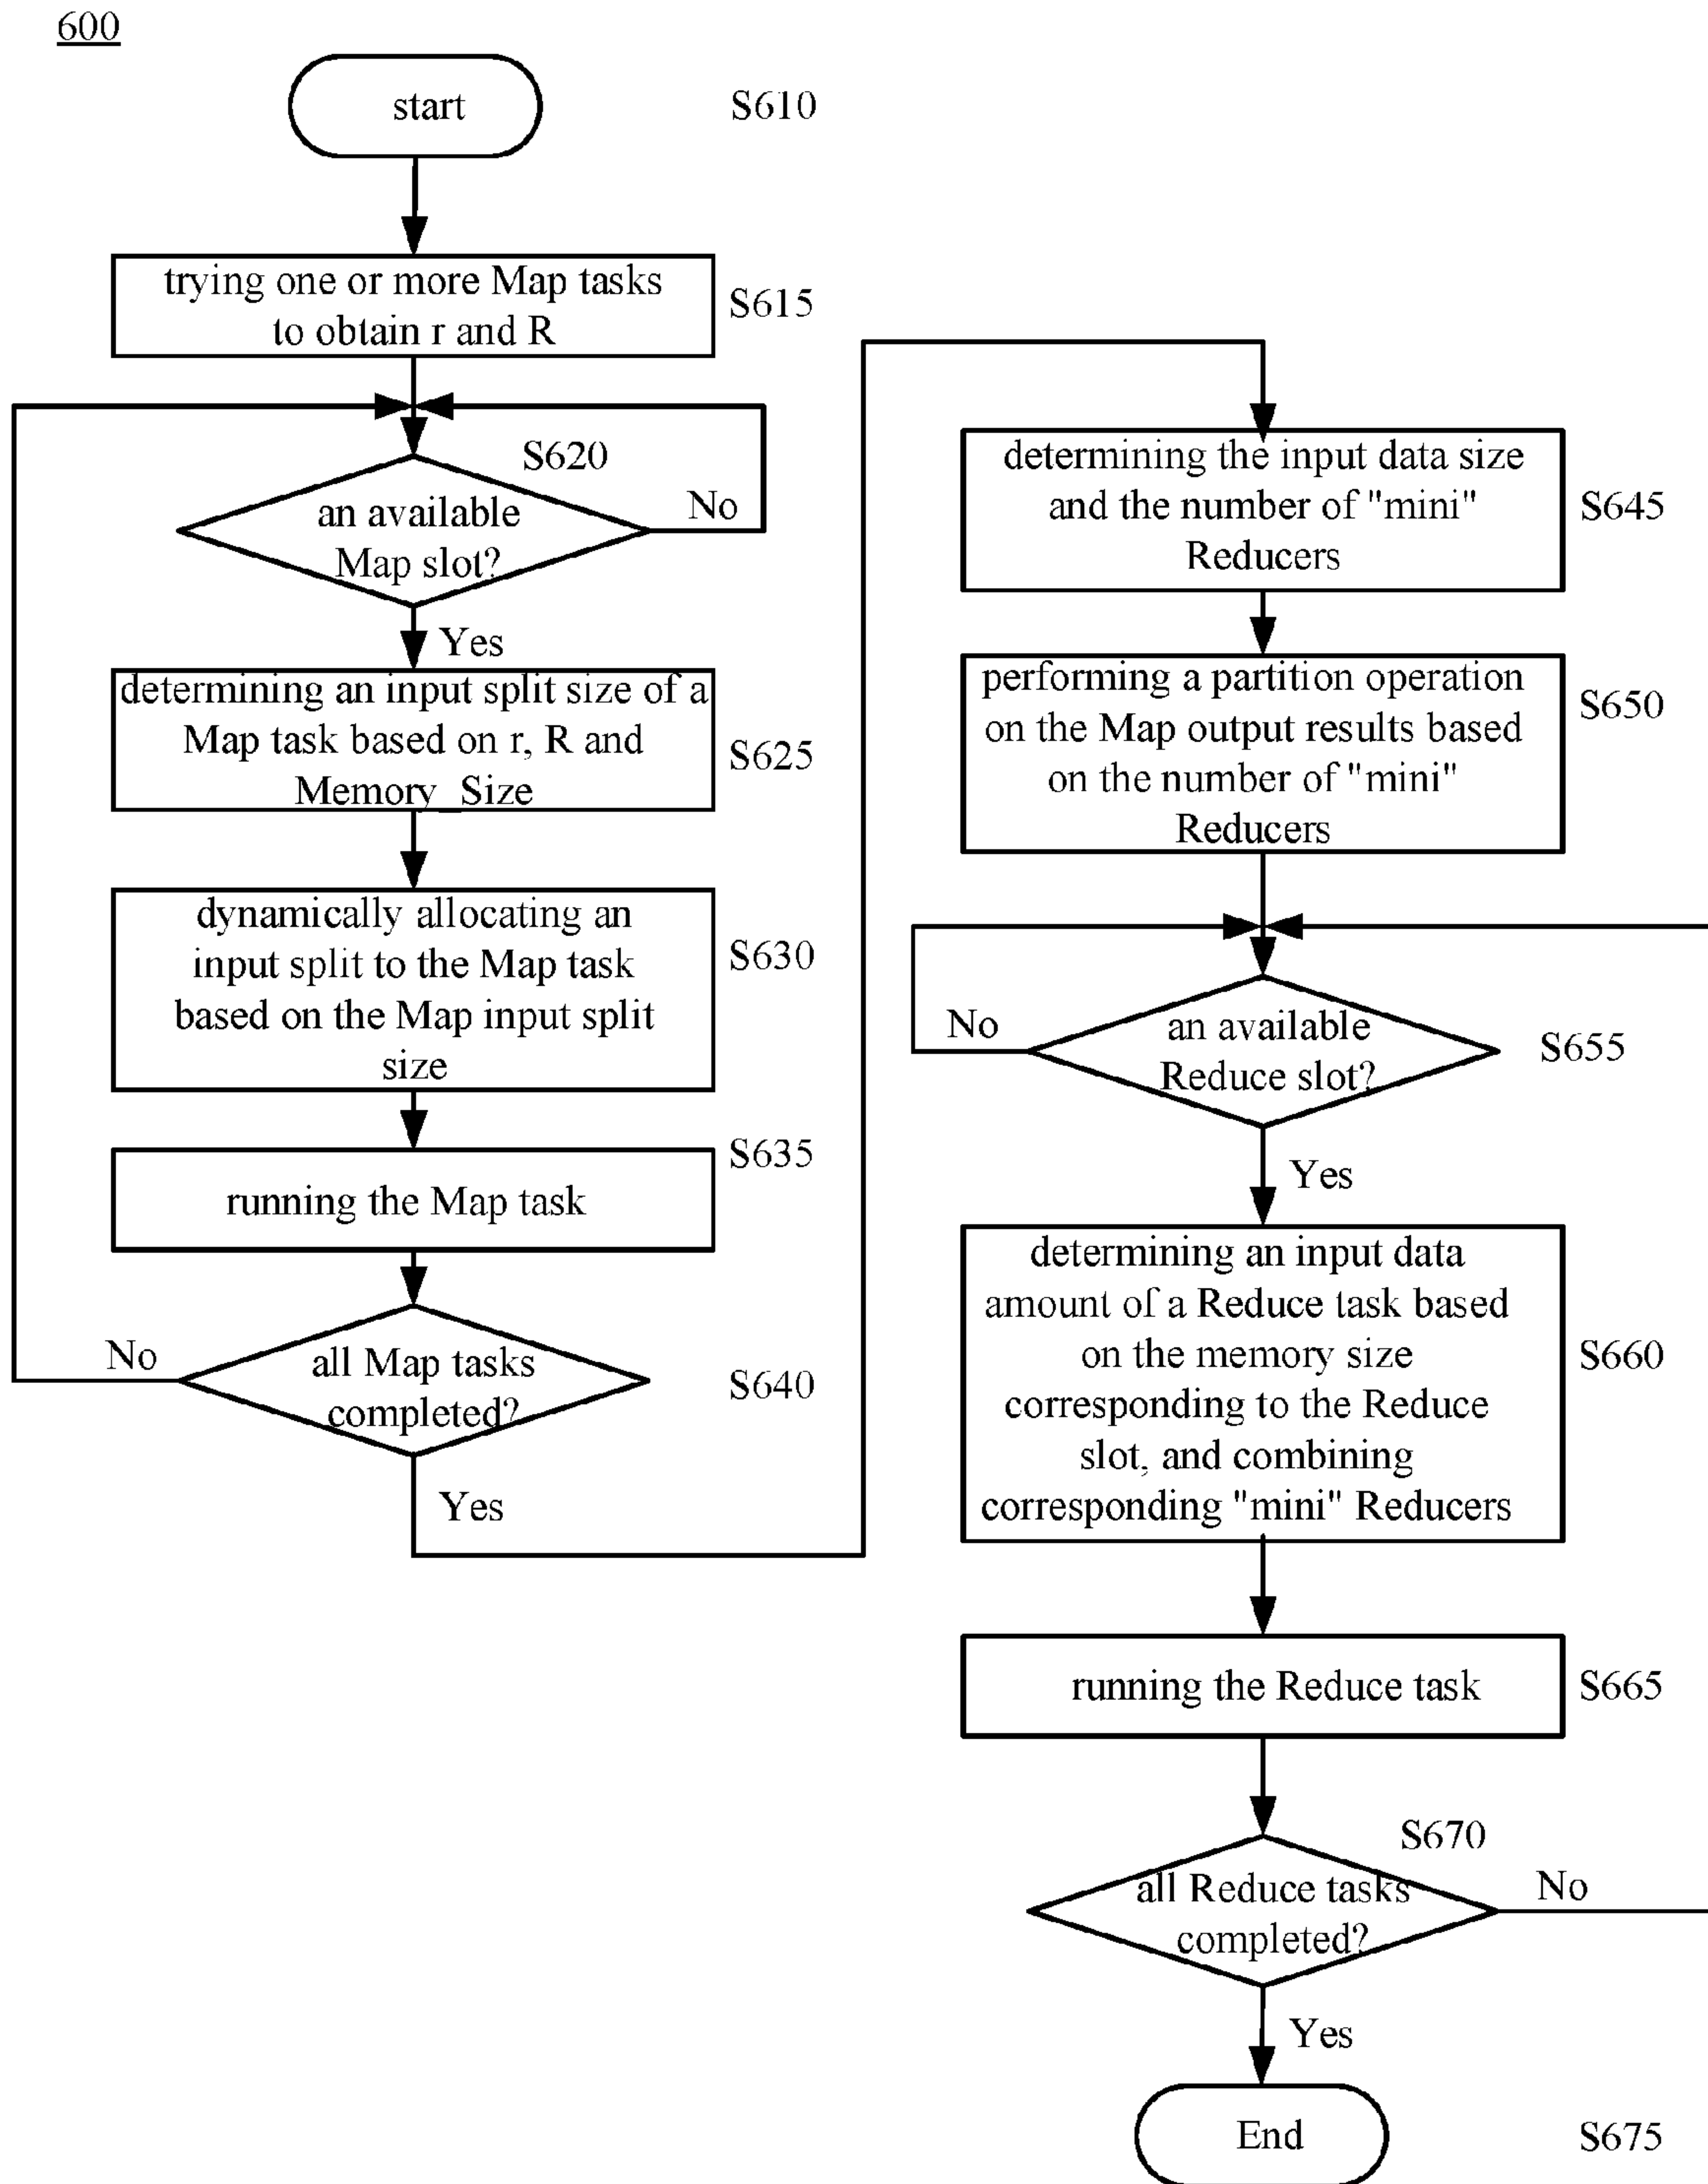 600
start
S610
trying one or more Map tasks
to obtain r and R
S615
S620
an available
Map slot?
No
Yes
determining an input split size of a
Map task based on r, R and
Memory_Size
S625
dynamically allocating an
input split to the Map task
based on the Map input split
size
S630
S635
running the Map task
No
all Map tasks
completed?
S640
Yes
determining the input data size
and the number of "mini"
Reducers
S645
performing a partition operation
on the Map output results based
on the number of "mini"
Reducers
S650
No
an available
Reduce slot?
S655
Yes
determining an input data
amount of a Reduce task based
on the memory size
corresponding to the Reduce
slot, and combining
corresponding "mini" Reducers
S660
running the Reduce task
S665
S670
all Reduce tasks
completed?
No
Yes
End
S675